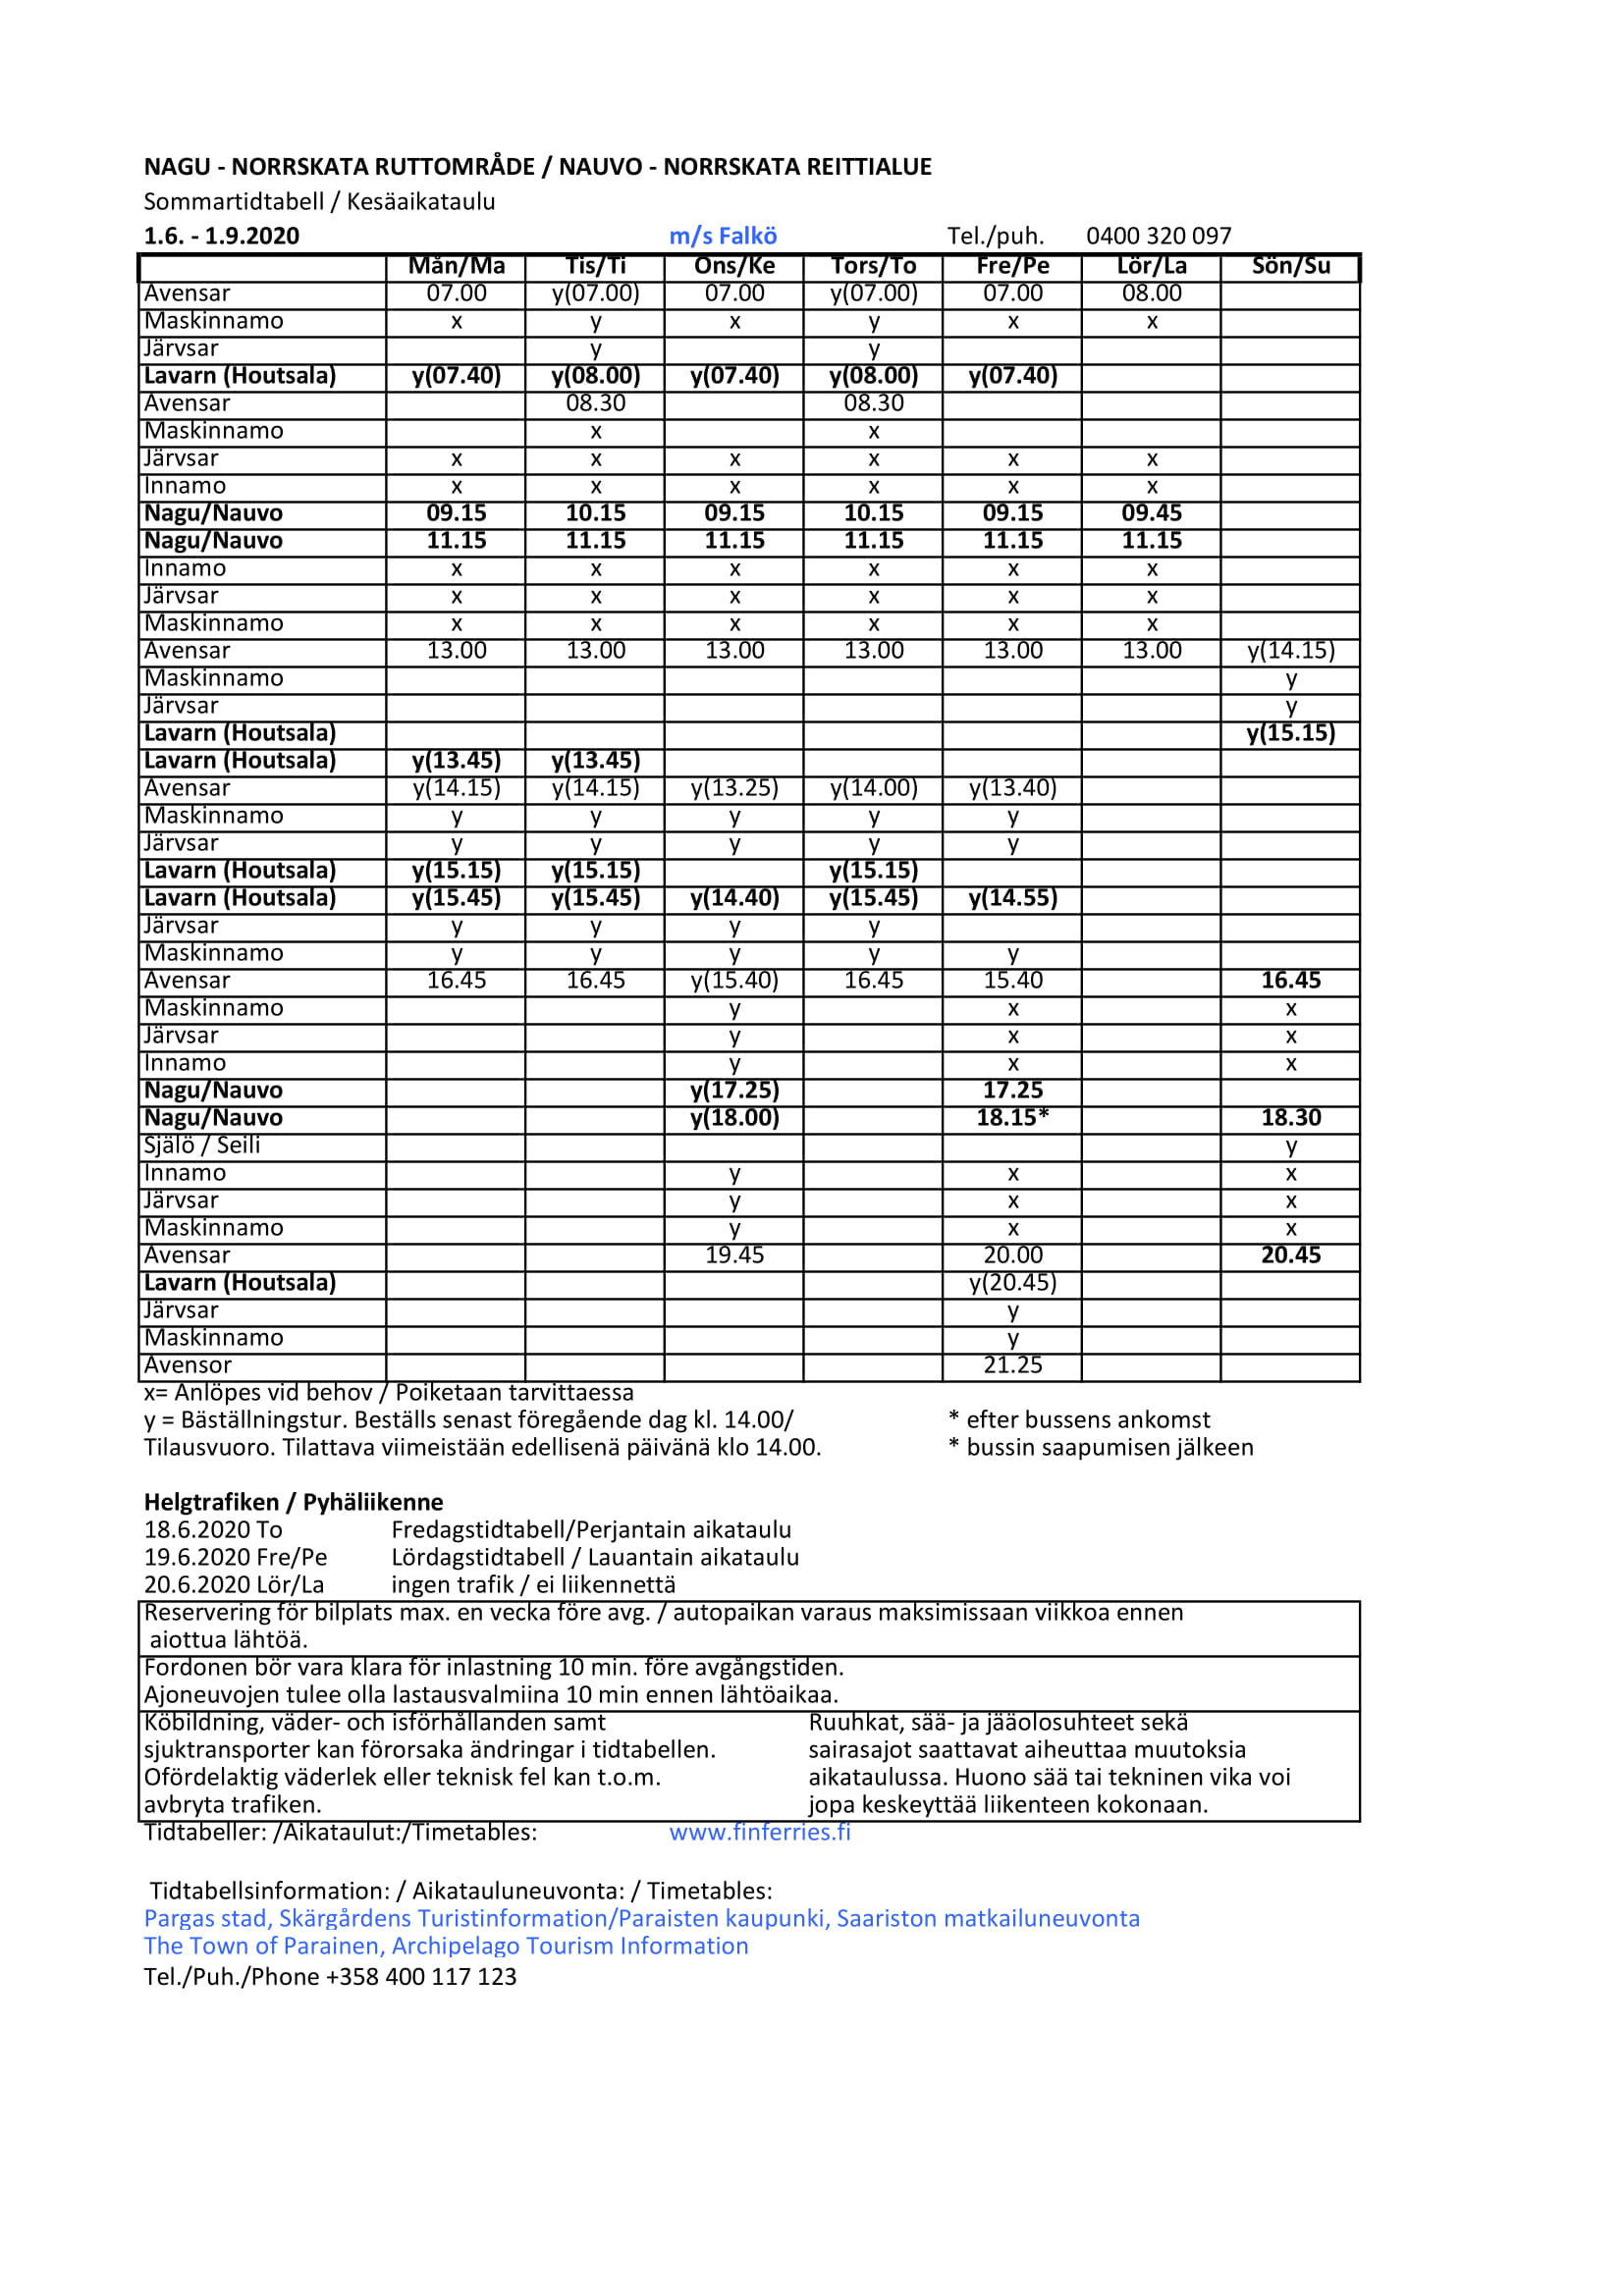 NAGU - NORRSKATA RUTTOMRÅDE / NAUVO - NORRSKATA REITTIALUE
Sommartidtabell / Kesäaikataulu
1.6. - 1.9.2020 m/s Falkö Tel./puh. 0400 320 097
Mån/Ma Tis/Ti Ons/Ke Tors/To Fre/Pe Lör/La Sön/Su
Avensar 07.00 y(07.00) 07.00 y(07.00) 07.00 08.00
Maskinnamo x y x y x x
Järvsar y y
Lavarn (Houtsala) y(07.40) y(08.00) y(07.40) y(08.00) y(07.40)
Avensar 08.30 08.30
Maskinnamo x x
Järvsar x x x x x x
Innamo x x x x x x
Nagu/Nauvo 09.15 10.15 09.15 10.15 09.15 09.45
Nagu/Nauvo 11.15 11.15 11.15 11.15 11.15 11.15
Innamo x x x x x x
Järvsar x x x x x x
Maskinnamo x x x x x x
Avensar 13.00 13.00 13.00 13.00 13.00 13.00 y(14.15)
Maskinnamo y
Järvsar y
Lavarn (Houtsala) y(15.15)
Lavarn (Houtsala) y(13.45) y(13.45)
Avensar y(14.15) y(14.15) y(13.25) y(14.00) y(13.40)
Maskinnamo y y y y y
Järvsar y y y y y
Lavarn (Houtsala) y(15.15) y(15.15) y(15.15)
Lavarn (Houtsala) y(15.45) y(15.45) y(14.40) y(15.45) y(14.55)
Järvsar y y y y
Maskinnamo y y y y y
Avensar 16.45 16.45 y(15.40) 16.45 15.40 16.45
Maskinnamo y x x
Järvsar y x x
Innamo y x x
Nagu/Nauvo y(17.25) 17.25
Nagu/Nauvo y(18.00) 18.15* 18.30
Själö / Seili y
Innamo y x x
Järvsar y x x
Maskinnamo y x x
Avensar 19.45 20.00 20.45
Lavarn (Houtsala) y(20.45)
Järvsar y
Maskinnamo y
Avensor 21.25
x= Anlöpes vid behov / Poiketaan tarvittaessa
y = Bäställningstur. Beställs senast föregående dag kl. 14.00/ * efter bussens ankomst
Tilausvuoro. Tilattava viimeistään edellisenä päivänä klo 14.00. * bussin saapumisen jälkeen
Helgtrafiken / Pyhäliikenne
18.6.2020 To Fredagstidtabell/Perjantain aikataulu
19.6.2020 Fre/Pe Lördagstidtabell / Lauantain aikataulu
20.6.2020 Lör/La ingen trafik / ei liikennettä
Reservering för bilplats max. en vecka före avg. / autopaikan varaus maksimissaan viikkoa ennen
aiottua lähtöä.
Fordonen bör vara klara för inlastning 10 min. före avgångstiden.
Ajoneuvojen tulee olla lastausvalmiina 10 min ennen lähtöaikaa.
Köbildning, väder- och isförhållanden samt Ruuhkat, sää- ja jääolosuhteet sekä
sjuktransporter kan förorsaka ändringar i tidtabellen. sairasajot saattavat aiheuttaa muutoksia
Ofördelaktig väderlek eller teknisk fel kan t.o.m. aikataulussa. Huono sää tai tekninen vika voi
avbryta trafiken. jopa keskeyttää liikenteen kokonaan.
Tidtabeller: /Aikataulut:/Timetables: www.finferries.fi
Tidtabellsinformation: / Aikatauluneuvonta: / Timetables:
Pargas stad, Skärgårdens Turistinformation/Paraisten kaupunki, Saariston matkailuneuvonta
The Town of Parainen, Archipelago Tourism Information
Tel./Puh./Phone +358 400 117 123